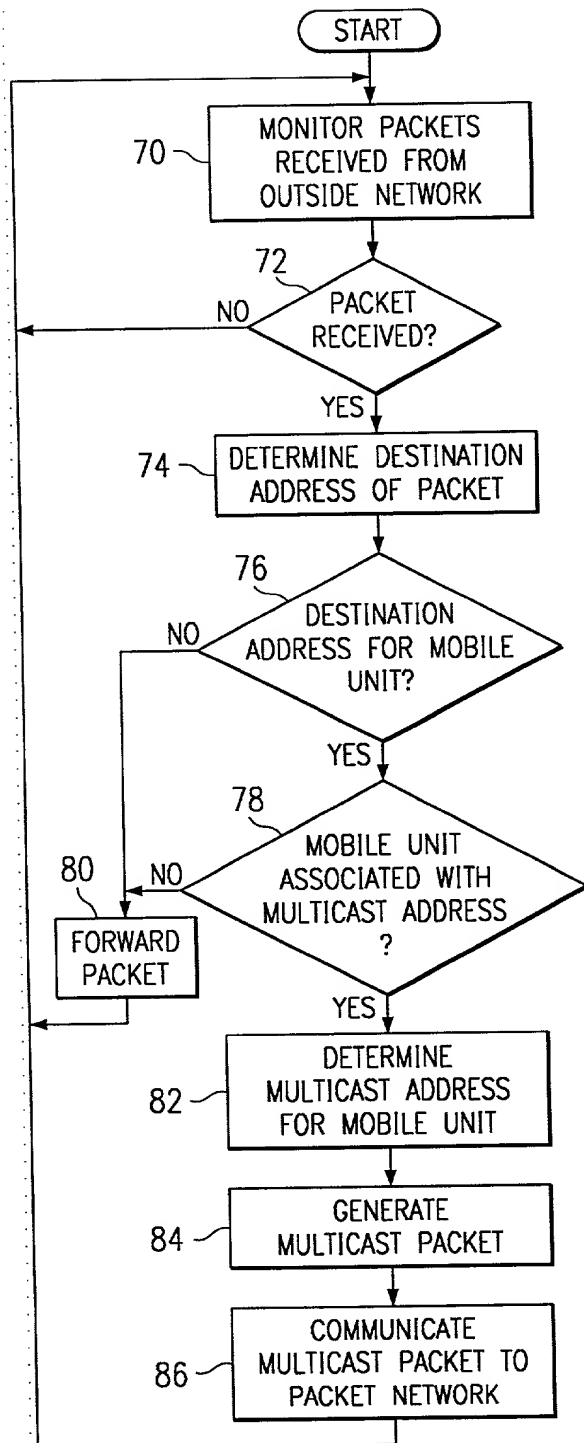 START
70
MONITOR PACKETS
RECEIVED FROM
OUTSIDE NETWORK
72
NO
PACKET
RECEIVED?
YES
74
DETERMINE DESTINATION
ADDRESS OF PACKET
76
NO
DESTINATION
ADDRESS FOR MOBILE
UNIT?
YES
78
NO
MOBILE UNIT
ASSOCIATED WITH
MULTICAST ADDRESS
?
80
FORWARD
PACKET
YES
82
DETERMINE
MULTICAST ADDRESS
FOR MOBILE UNIT
84
GENERATE
MULTICAST PACKET
86
COMMUNICATE
MULTICAST PACKET TO
PACKET NETWORK